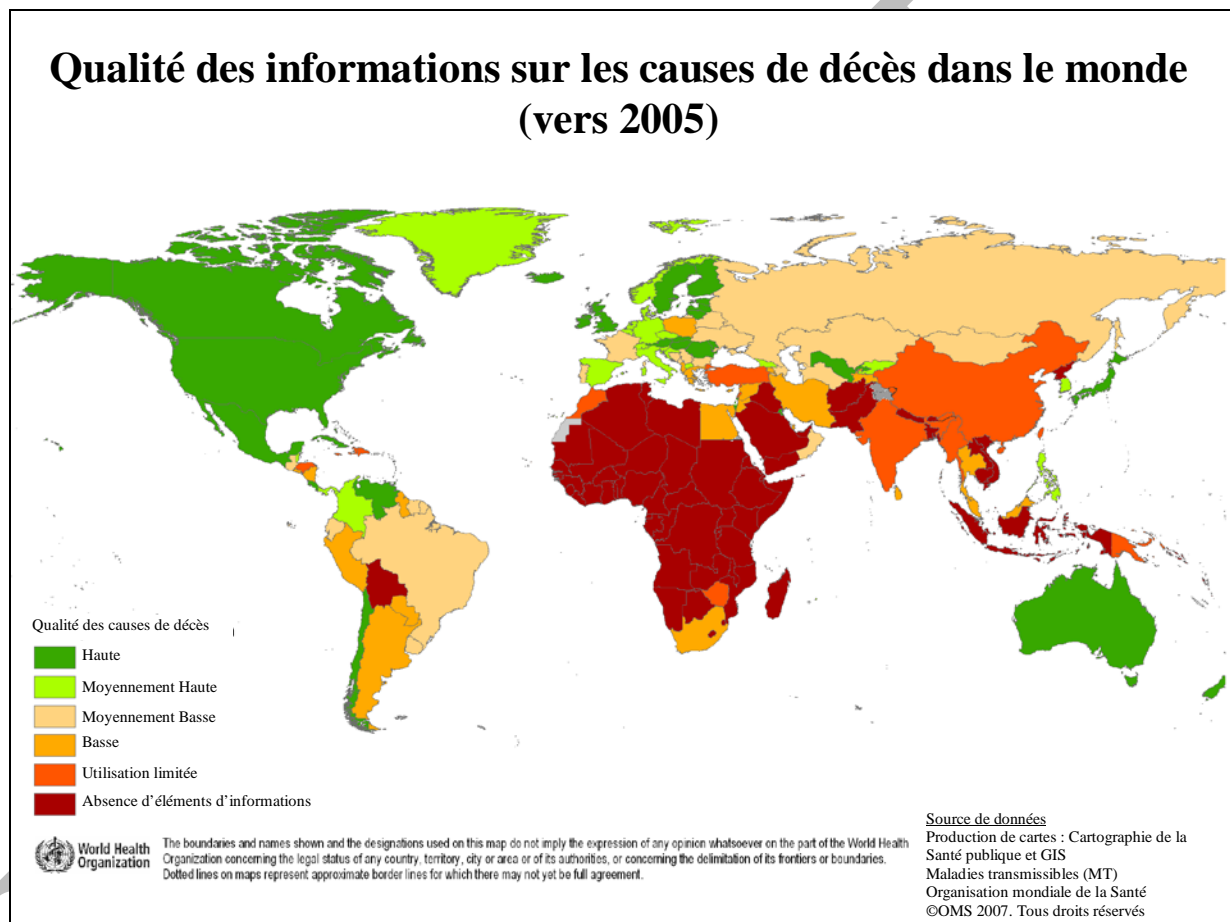 Qualité des informations sur les causes de décès dans le monde
(vers 2005)
Qualité des causes de décès
Haute
Moyennement Haute
Moyennement Basse
Basse
Utilisation limitée
Absence d’éléments d’informations
World Health
Organization
The boundaries and names shown and the designations used on this map do not imply the expression of any opinion whatsoever on the part of the World Health
Organization concerning the legal status of any country, territory, city or area or of its authorities, or concerning the delimitation of its frontiers or boundaries.
Dotted lines on maps represent approximate border lines for which there may not yet be full agreement.
Source de données
Production de cartes : Cartographie de la
Santé publique et GIS
Maladies transmissibles (MT)
Organisation mondiale de la Santé
©OMS 2007. Tous droits réservés